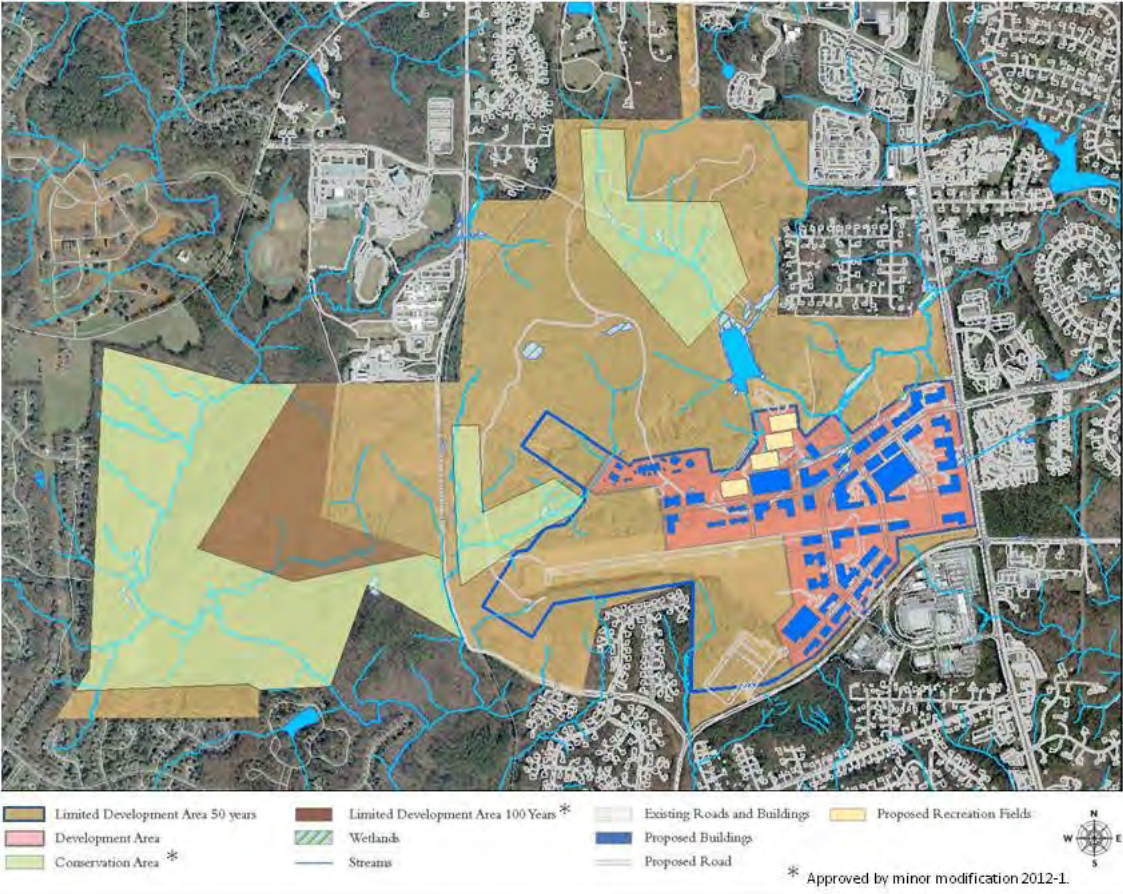 Limited Development Area 50 years
Limited Development Area 100 Years *
Existing Roads and Buildings
Proposed Recreation Fields
Development Area
Wetlands
Proposed Buildings
Conservation Area *
Streams
Proposed Road
N
W E
S
* Approved by minor modification 2012-1.